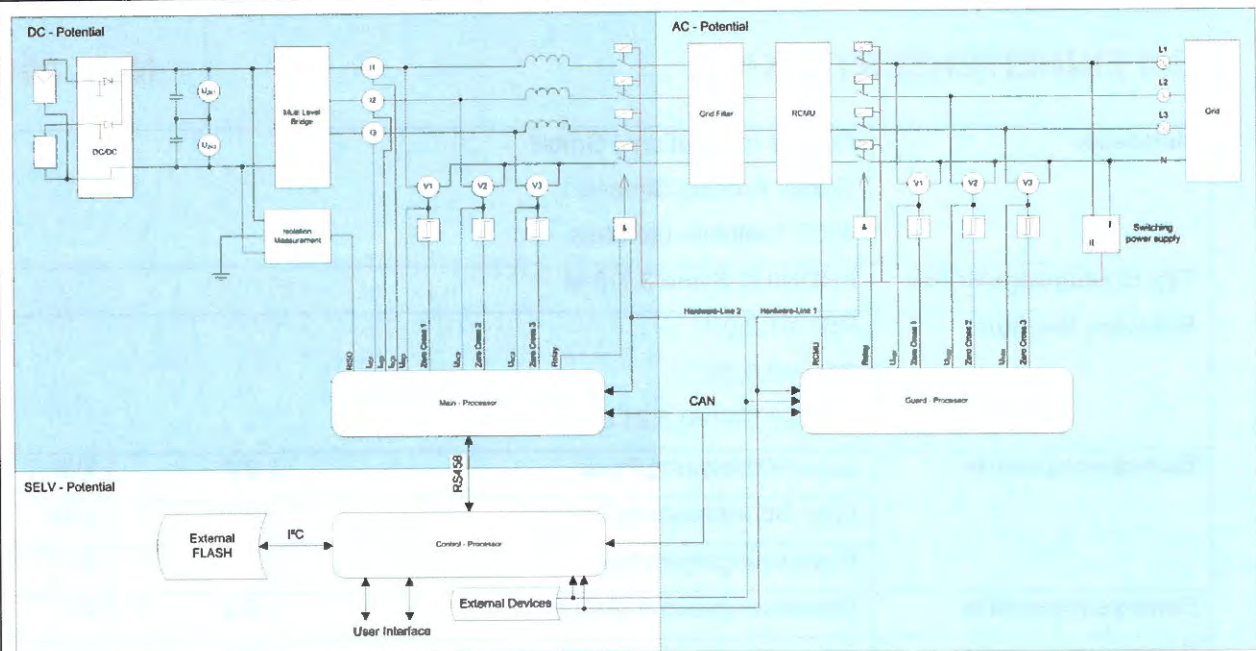 DC - Potential
AC - Potential
DC/DC
Multi Level
Bridge
I1
I2
I3
Isolation
Measurement
V1
V2
V3
&
Grid Filter
RCMU
&
V1
V2
V3
L1
L2
L3
N
Grid
Switching
power supply
Hardware-Line 2
Hardware-Line 1
Zero Cross 1
Zero Cross 2
Zero Cross 3
Relay
RCMU
Relay
Zero Cross 1
Zero Cross 2
Zero Cross 3
Main - Processor
CAN
Guard - Processor
RS458
SELV - Potential
External
FLASH
I²C
Control - Processor
External Devices
User Interface